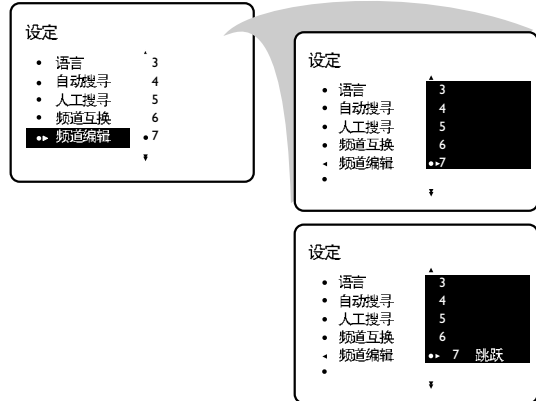 设定
语言 3
自动搜寻 4
人工搜寻 5
频道互换 6
频道编辑 7
设定
语言 3
自动搜寻 4
人工搜寻 5
频道互换 6
频道编辑 7
设定
语言 3
自动搜寻 4
人工搜寻 5
频道互换 6
频道编辑 7 跳跃